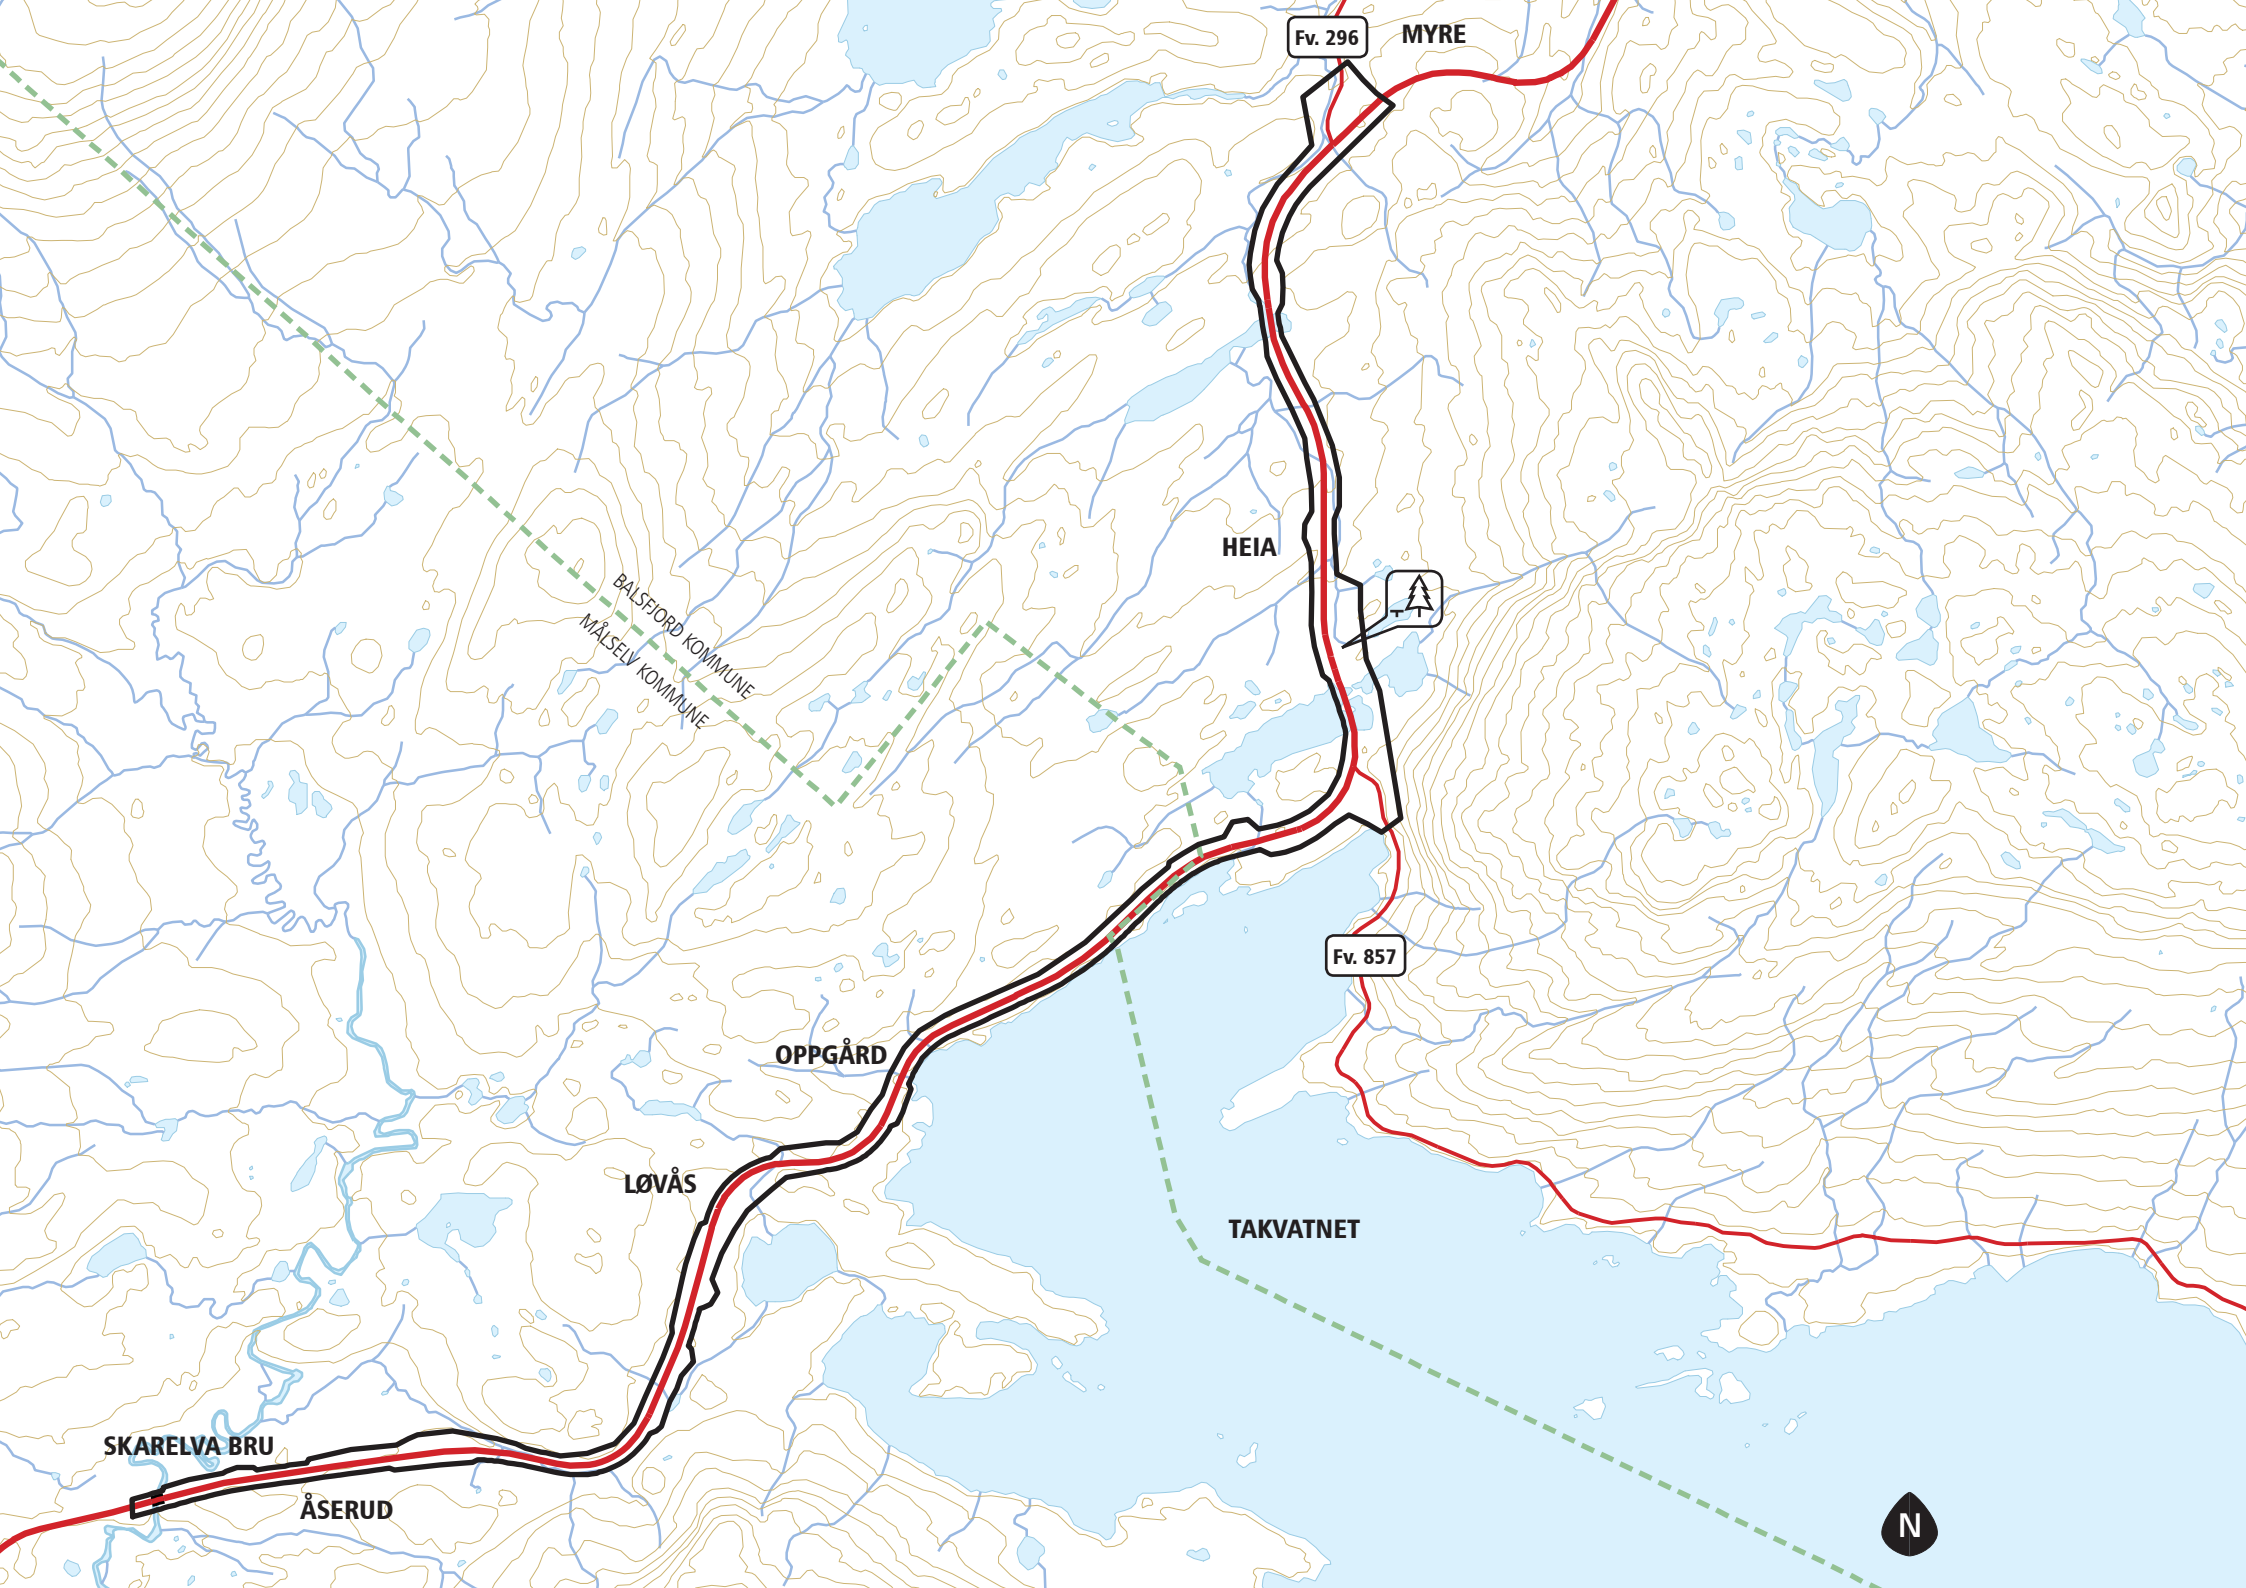 Fv. 296
MYRE
HEIA
BALSFJORD KOMMUNE
MÅLSELV KOMMUNE
Fv. 857
OPPGÅRD
LØVÅS
TAKVATNET
SKARELVA BRU
ÅSERUD
N